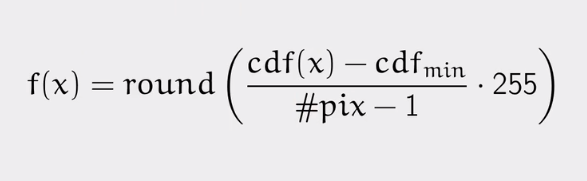 f(x) = round ( (cdf(x) − cdf_min) / (#pix − 1) · 255 )